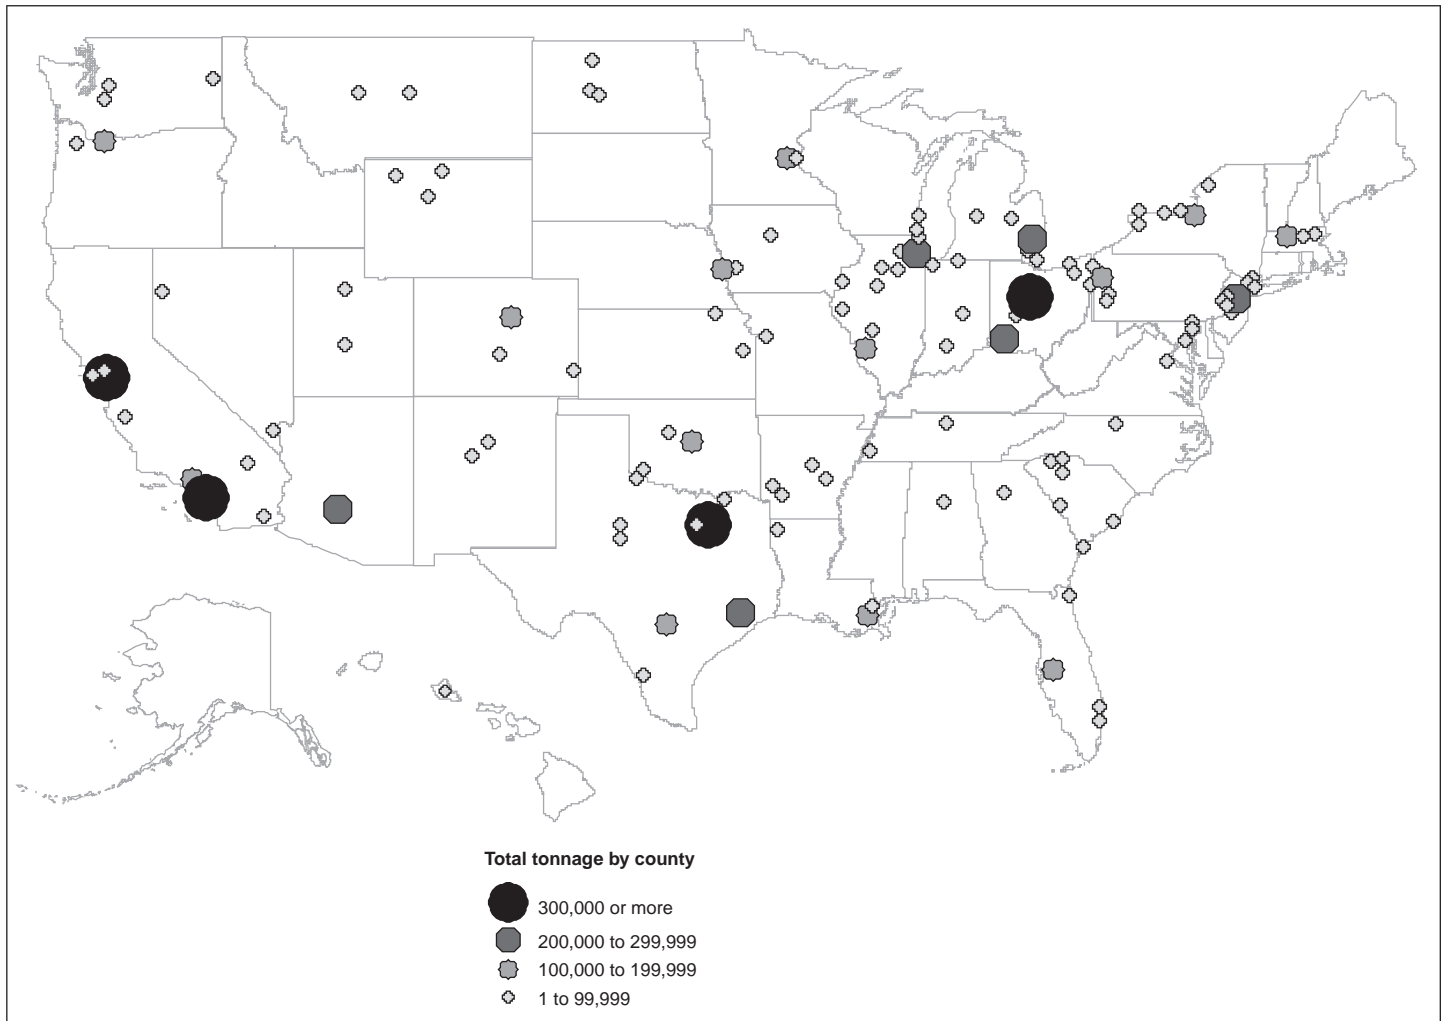 Total tonnage by county
300,000 or more
200,000 to 299,999
100,000 to 199,999
1 to 99,999